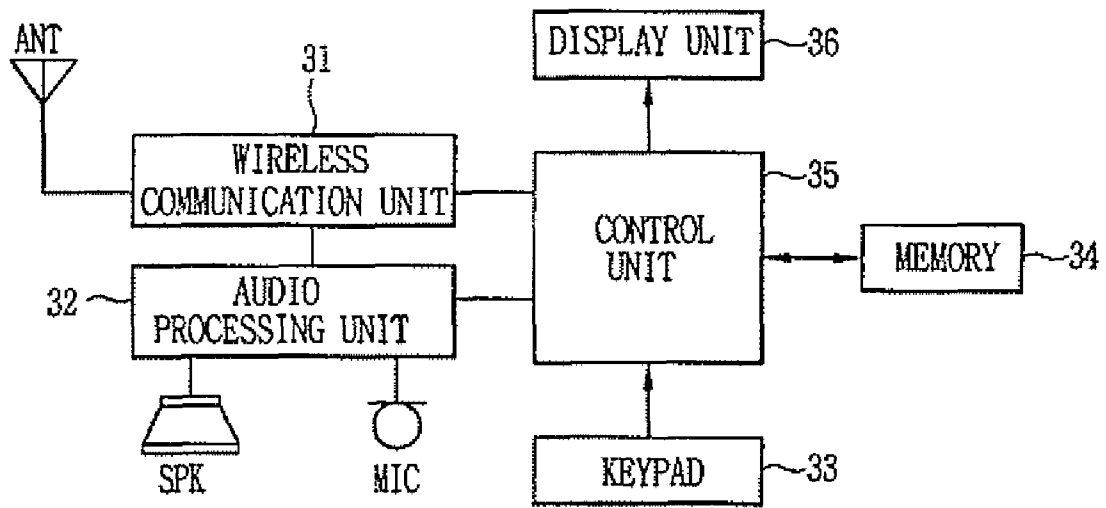 ANT
31
WIRELESS
COMMUNICATION UNIT
32
AUDIO
PROCESSING UNIT
SPK
MIC
DISPLAY UNIT
36
35
CONTROL
UNIT
MEMORY
34
KEYPAD
33